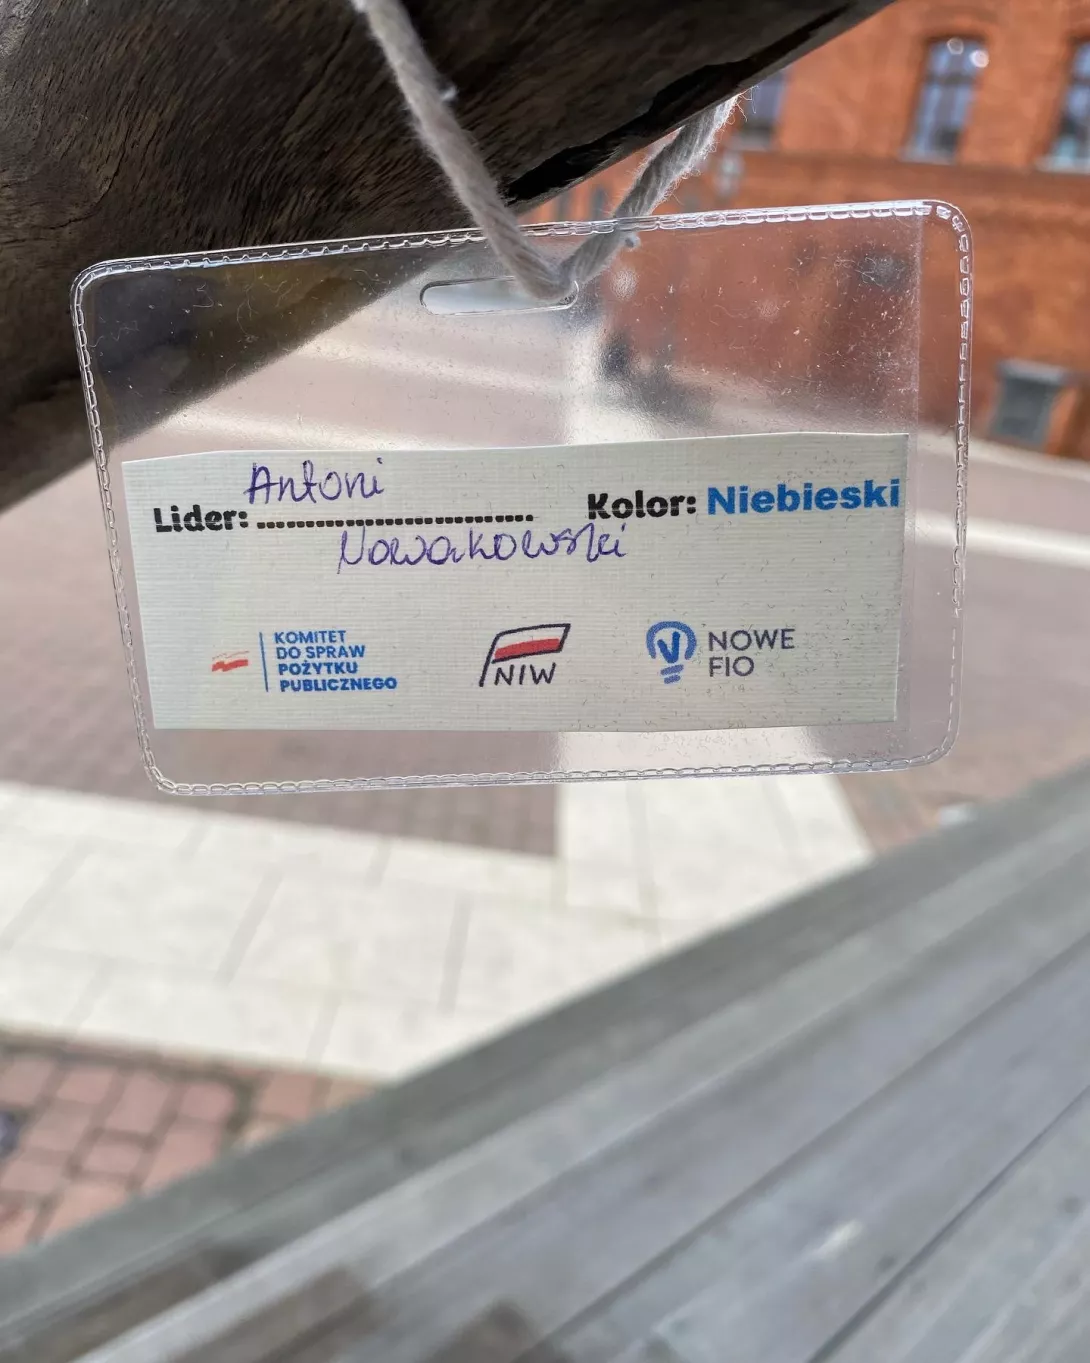 Antoni
Lider: ............................ Kolor: Niebieski
Nowakowski
KOMITET
DO SPRAW
POŻYTKU
PUBLICZNEGO
NIW
NOWE
FIO